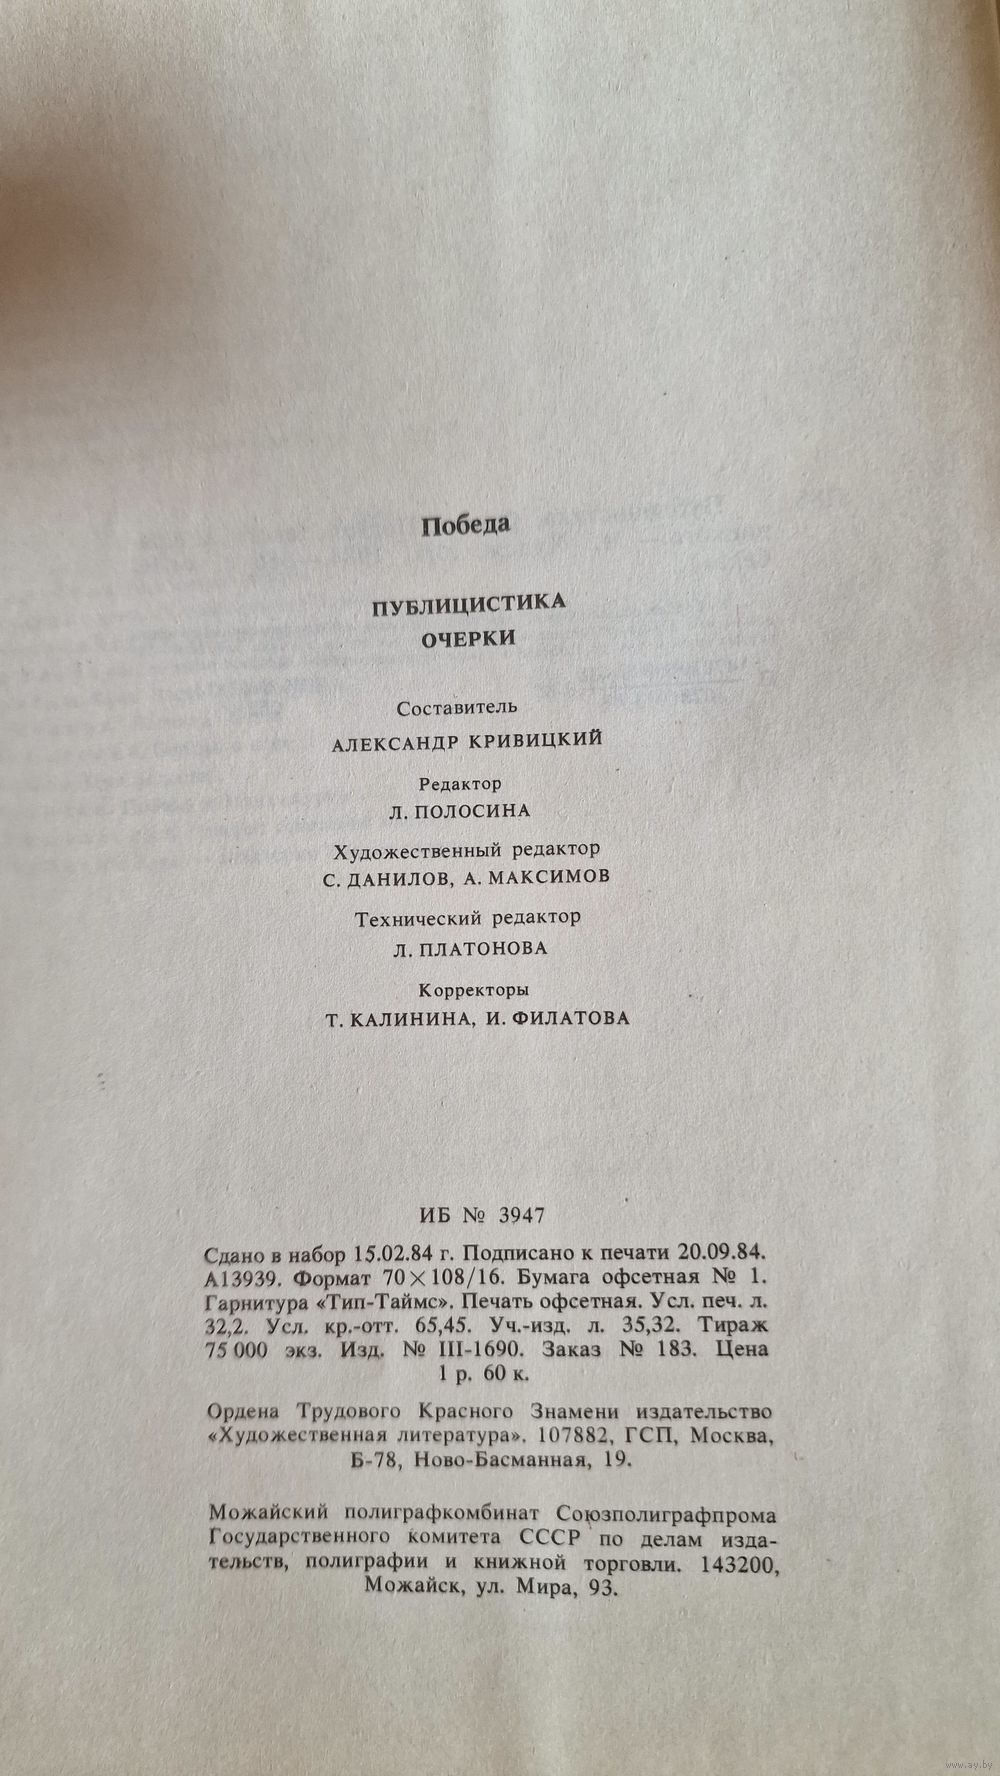 Победа
ПУБЛИЦИСТИКА
ОЧЕРКИ
Составитель
АЛЕКСАНДР КРИВИЦКИЙ
Редактор
Л. ПОЛОСИНА
Художественный редактор
С. ДАНИЛОВ, А. МАКСИМОВ
Технический редактор
Л. ПЛАТОНОВА
Корректоры
Т. КАЛИНИНА, И. ФИЛАТОВА
ИБ № 3947
Сдано в набор 15.02.84 г. Подписано к печати 20.09.84.
А13939. Формат 70×108/16. Бумага офсетная № 1.
Гарнитура «Тип-Таймс». Печать офсетная. Усл. печ. л.
32,2. Усл. кр.-отт. 65,45. Уч.-изд. л. 35,32. Тираж
75 000 экз. Изд. № III-1690. Заказ № 183. Цена
1 р. 60 к.
Ордена Трудового Красного Знамени издательство
«Художественная литература». 107882, ГСП, Москва,
Б-78, Ново-Басманная, 19.
Можайский полиграфкомбинат Союзполиграфпрома
Государственного комитета СССР по делам изда-
тельств, полиграфии и книжной торговли. 143200,
Можайск, ул. Мира, 93.
www.ay.by